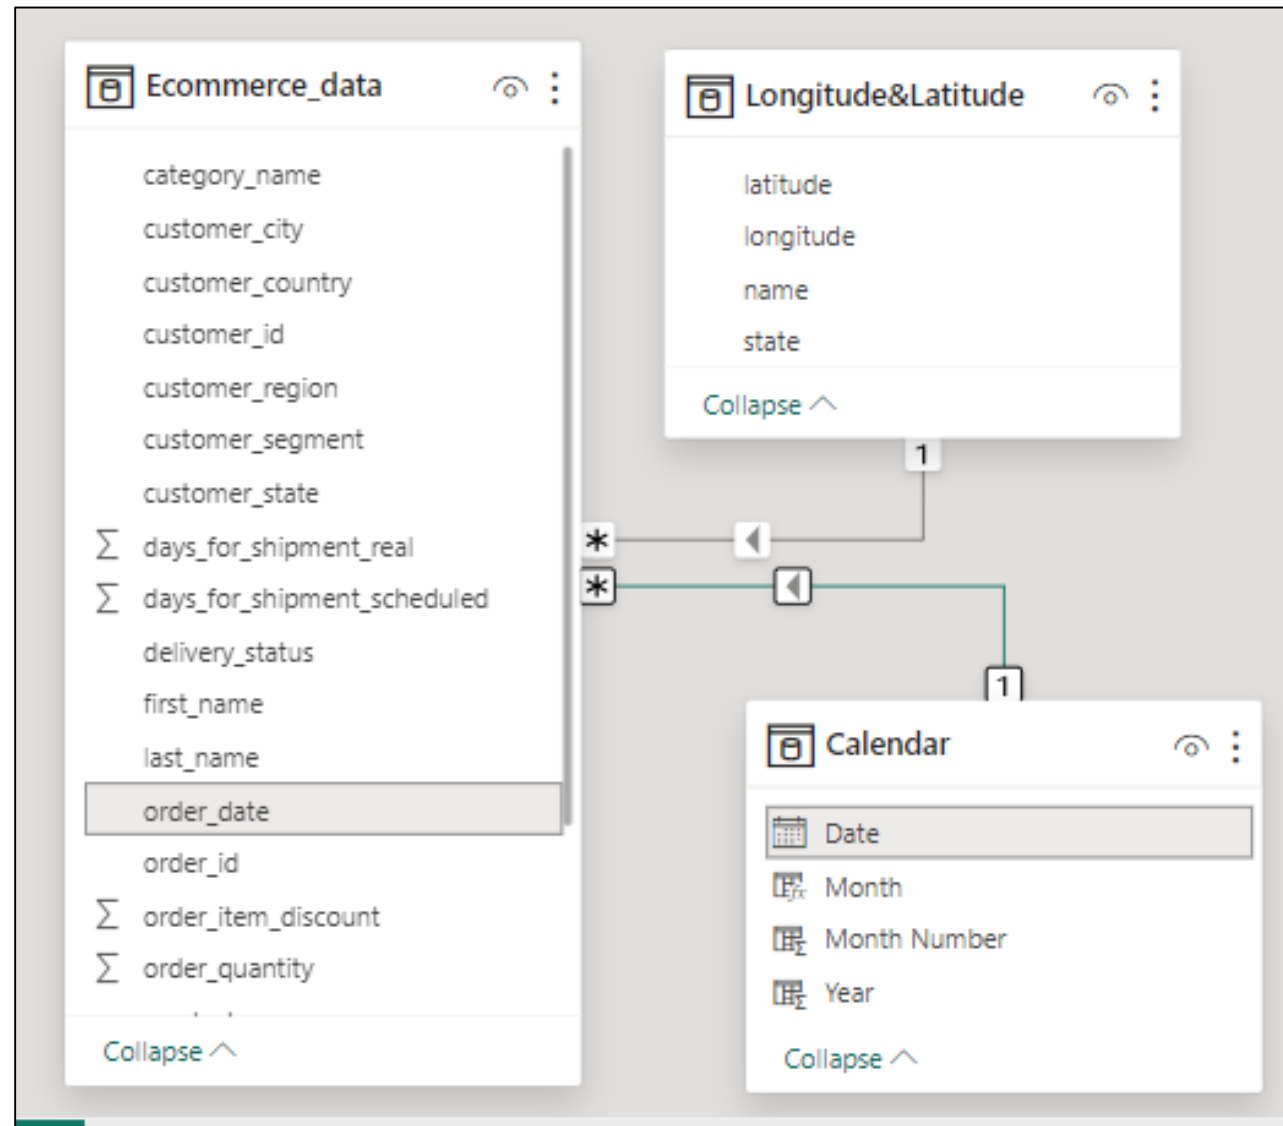 Ecommerce_data
category_name
customer_city
customer_country
customer_id
customer_region
customer_segment
customer_state
∑ days_for_shipment_real
∑ days_for_shipment_scheduled
delivery_status
first_name
last_name
order_date
order_id
∑ order_item_discount
∑ order_quantity
Collapse
Longitude&Latitude
latitude
longitude
name
state
Collapse
1
*
*
1
Calendar
Date
Month
Month Number
Year
Collapse